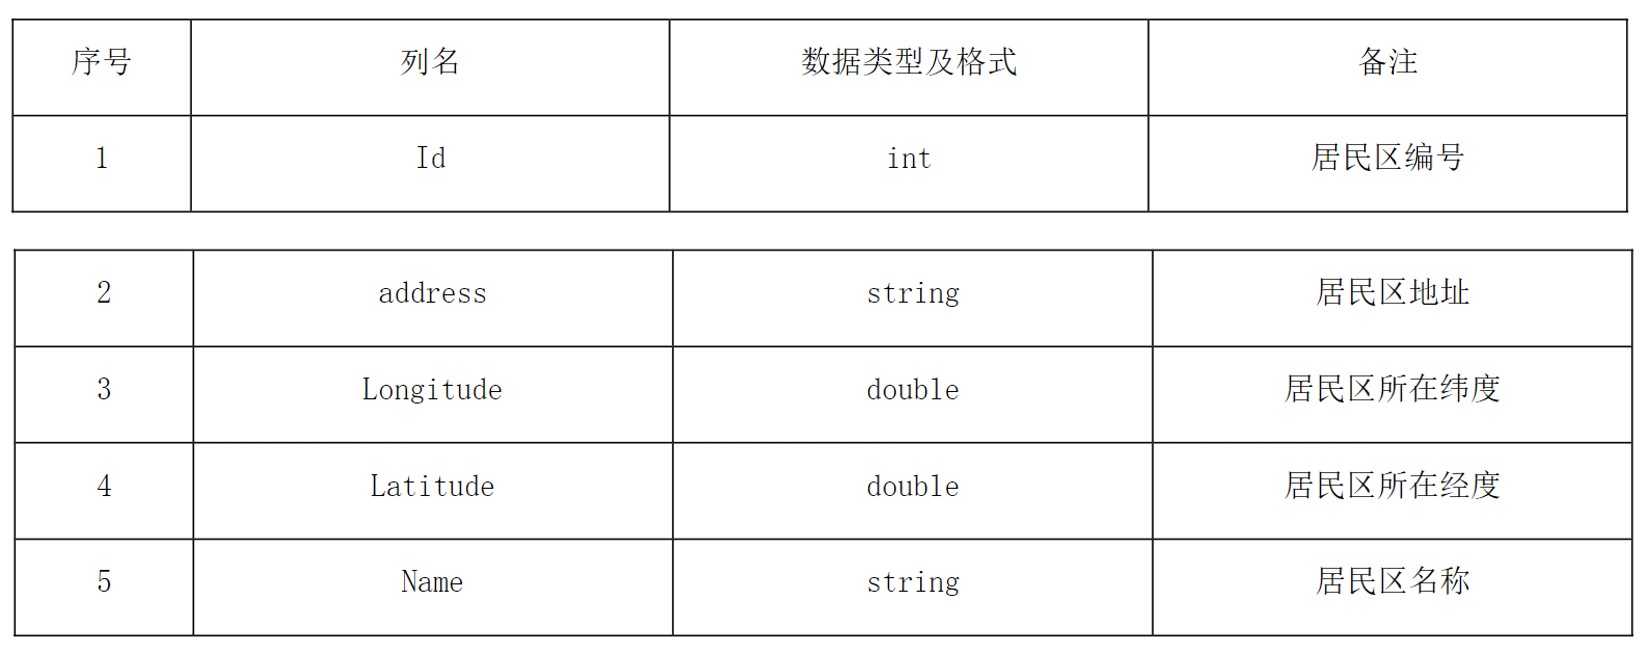 序号 列名 数据类型及格式 备注
1 Id int 居民区编号
2 address string 居民区地址
3 Longitude double 居民区所在纬度
4 Latitude double 居民区所在经度
5 Name string 居民区名称